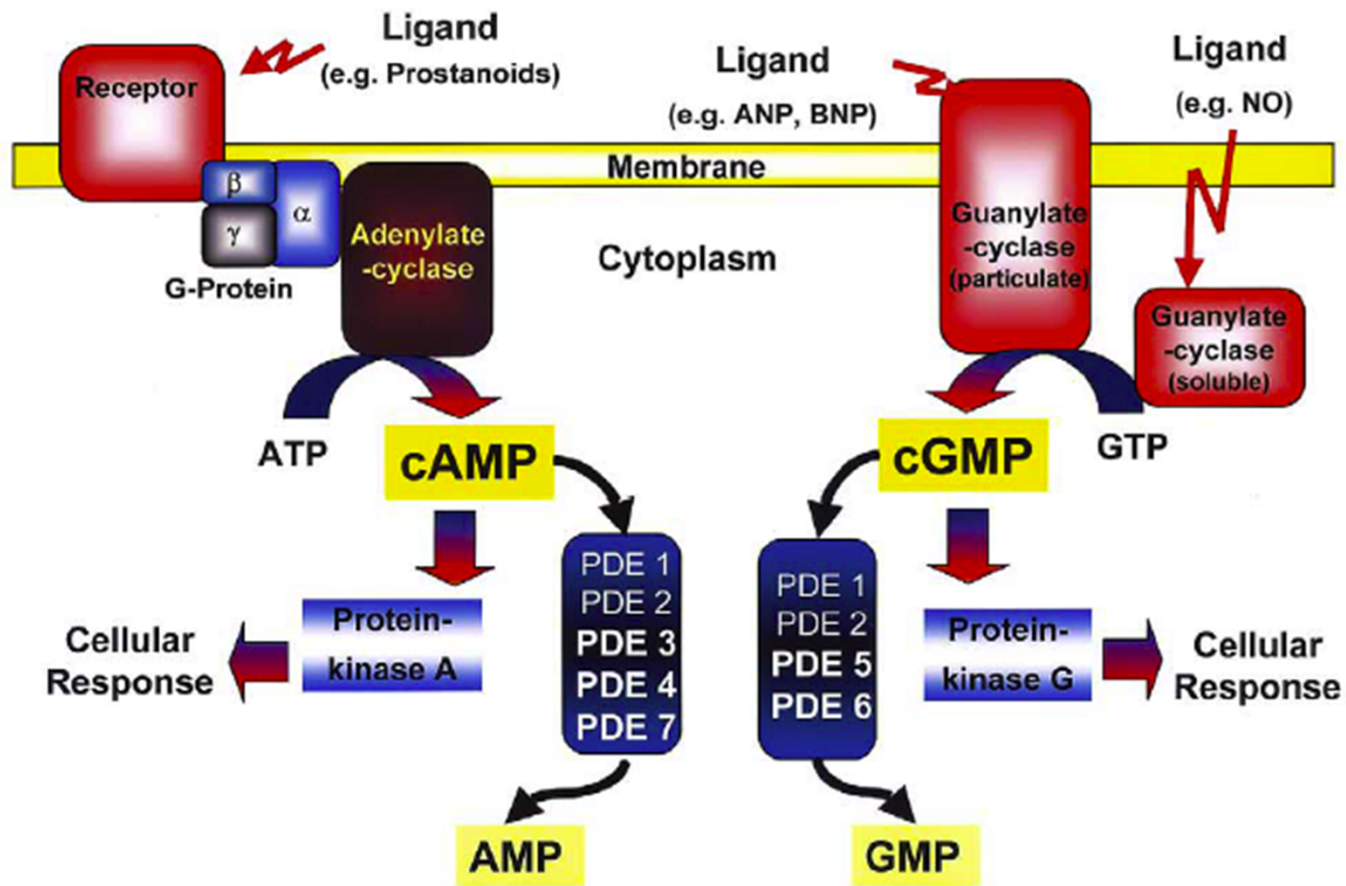 Ligand
(e.g. Prostanoids)
Receptor
Ligand
(e.g. ANP, BNP)
Ligand
(e.g. NO)
Membrane
β
γ
α
G-Protein
Adenylate
-cyclase
Cytoplasm
Guanylate
-cyclase
(particulate)
Guanylate
-cyclase
(soluble)
ATP
cAMP
cGMP
GTP
PDE 1
PDE 2
PDE 3
PDE 4
PDE 7
PDE 1
PDE 2
PDE 5
PDE 6
Protein-
kinase A
Cellular
Response
Protein-
kinase G
Cellular
Response
AMP
GMP